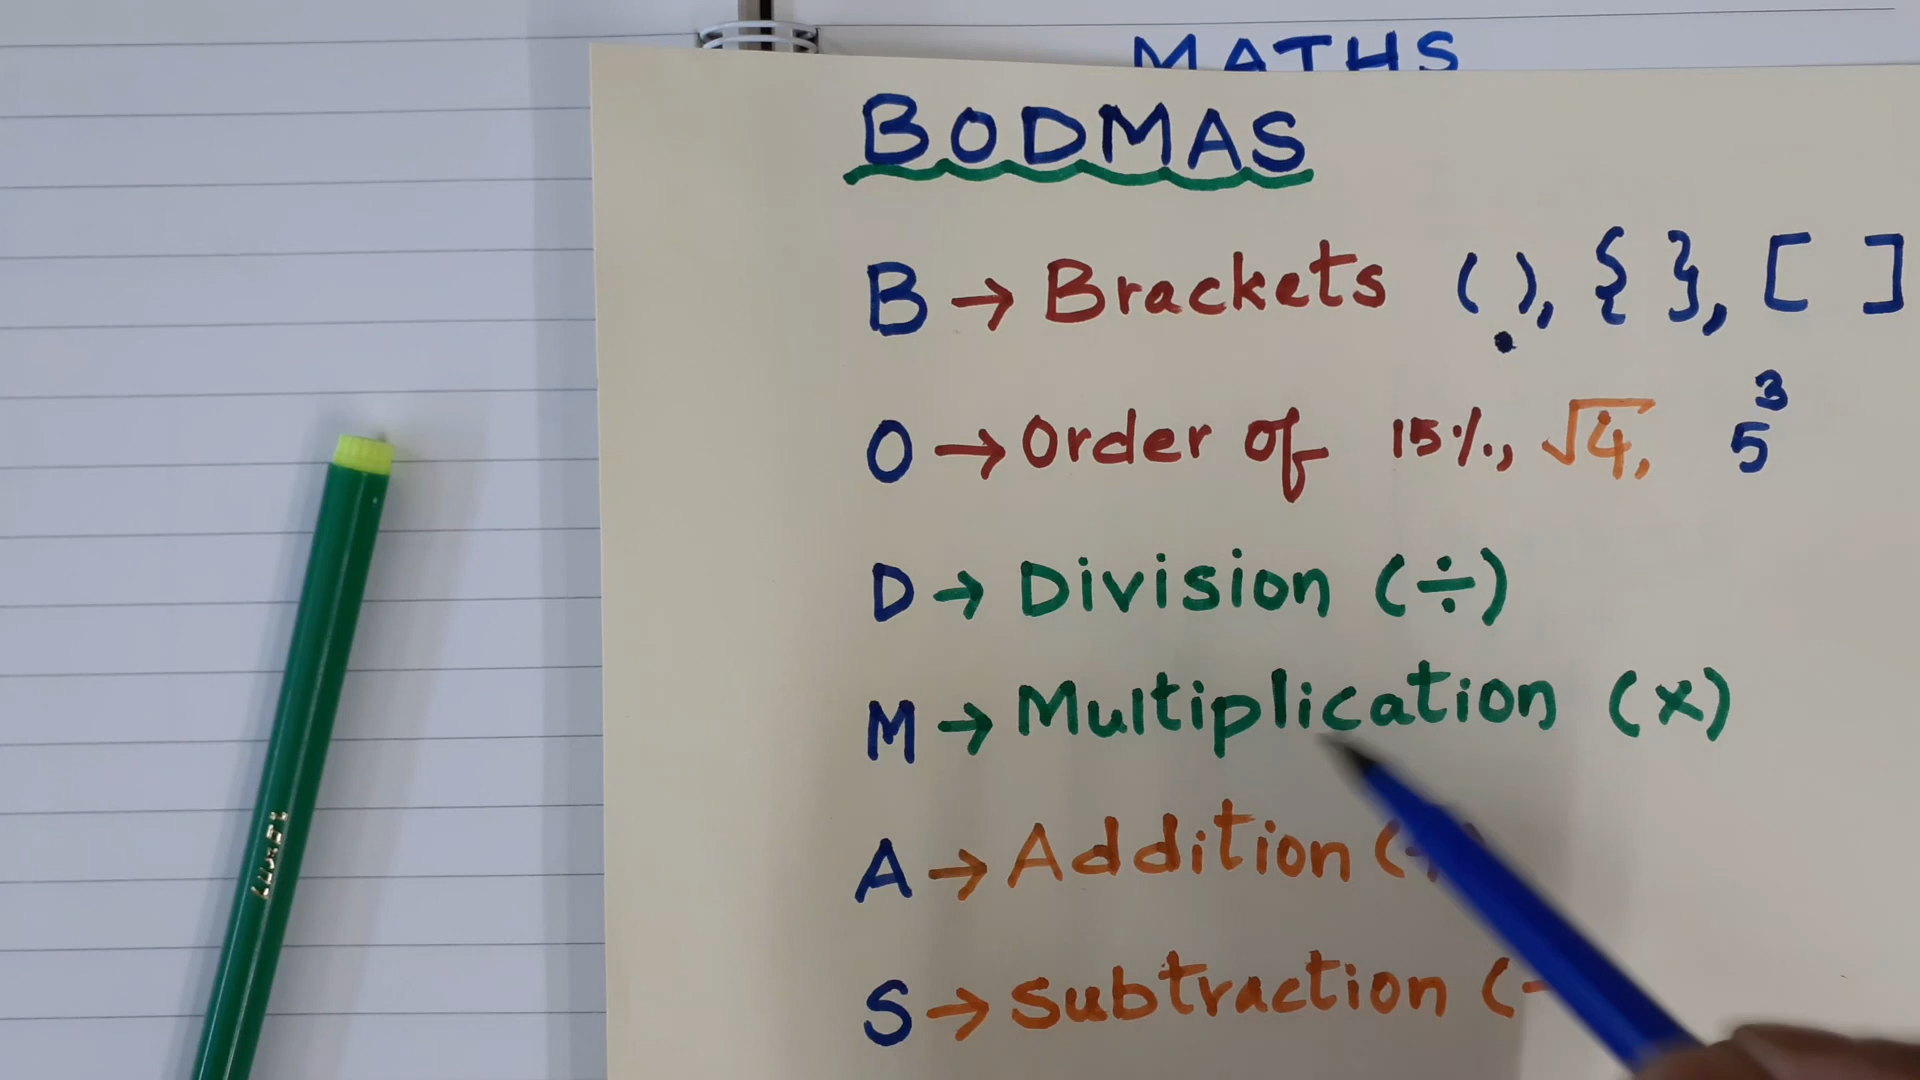 MATHS
BODMAS
B → Brackets ( ), { }, [ ]
O → Order of 15%, √4, 5³
D → Division (÷)
M → Multiplication (×)
A → Addition (+)
S → Subtraction (-